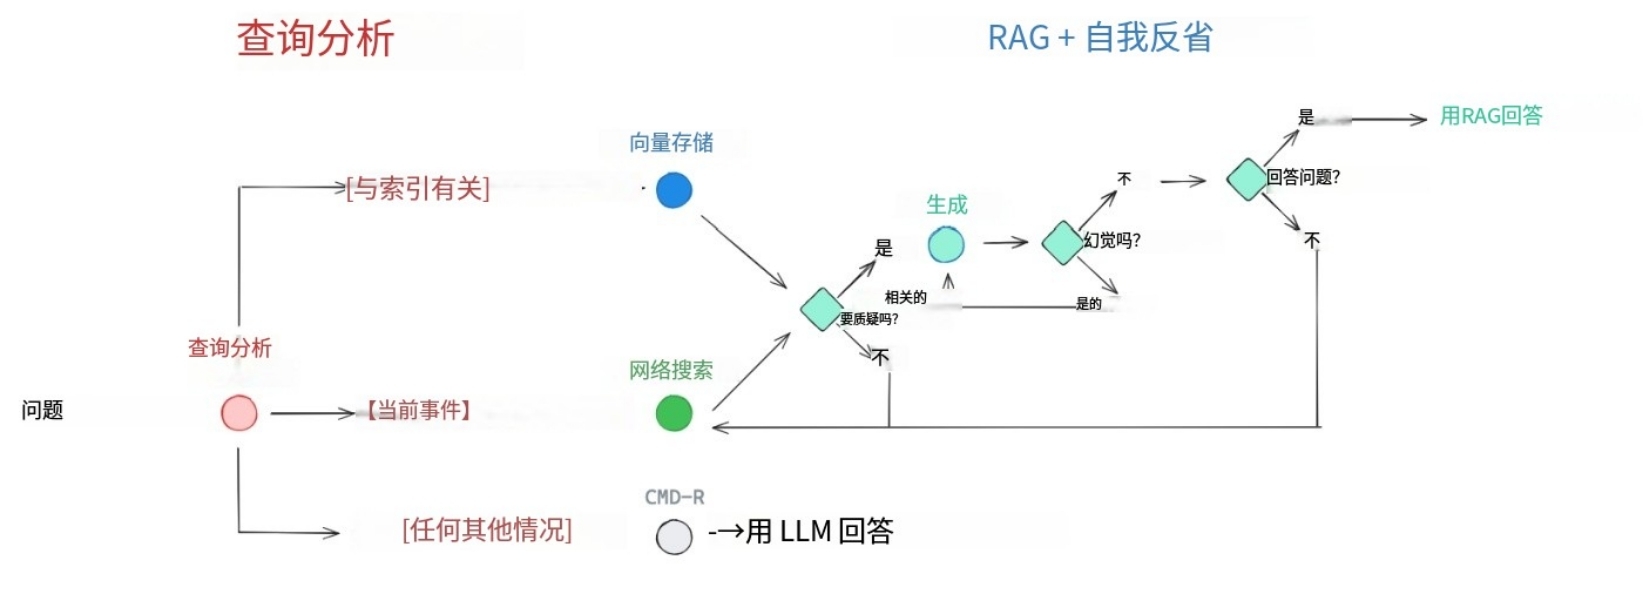 查询分析
RAG + 自我反省
是
用RAG回答
向量存储
[与索引有关]
不
回答问题?
生成
是
幻觉吗?
不
相关的
是的
要质疑吗?
查询分析
不
网络搜索
问题
【当前事件】
CMD-R
[任何其他情况]
-→用 LLM 回答